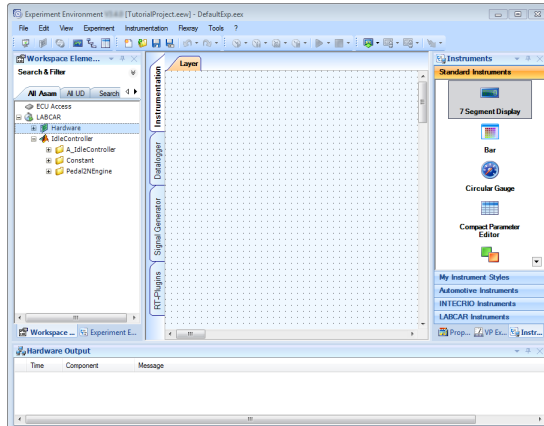 Experiment Environment [TutorialProject.eew] - DefaultExp.eex
File Edit View Experiment Instrumentation Flexray Tools ?
Workspace Eleme...
Search & Filter
All Asam All UD Search
ECU Access
LABCAR
Hardware
IdleController
A_IdleController
Constant
Pedal2NEngine
Workspace ... Experiment E...
Layer
Instrumentation
Datalogger
Signal Generator
RT-Plugins
Instruments
Standard Instruments
7 Segment Display
Bar
Circular Gauge
Compact Parameter
Editor
My Instrument Styles
Automotive Instruments
INTECRIO Instruments
LABCAR Instruments
Prop... VP Ex... Instr...
Hardware Output
Time Component Message